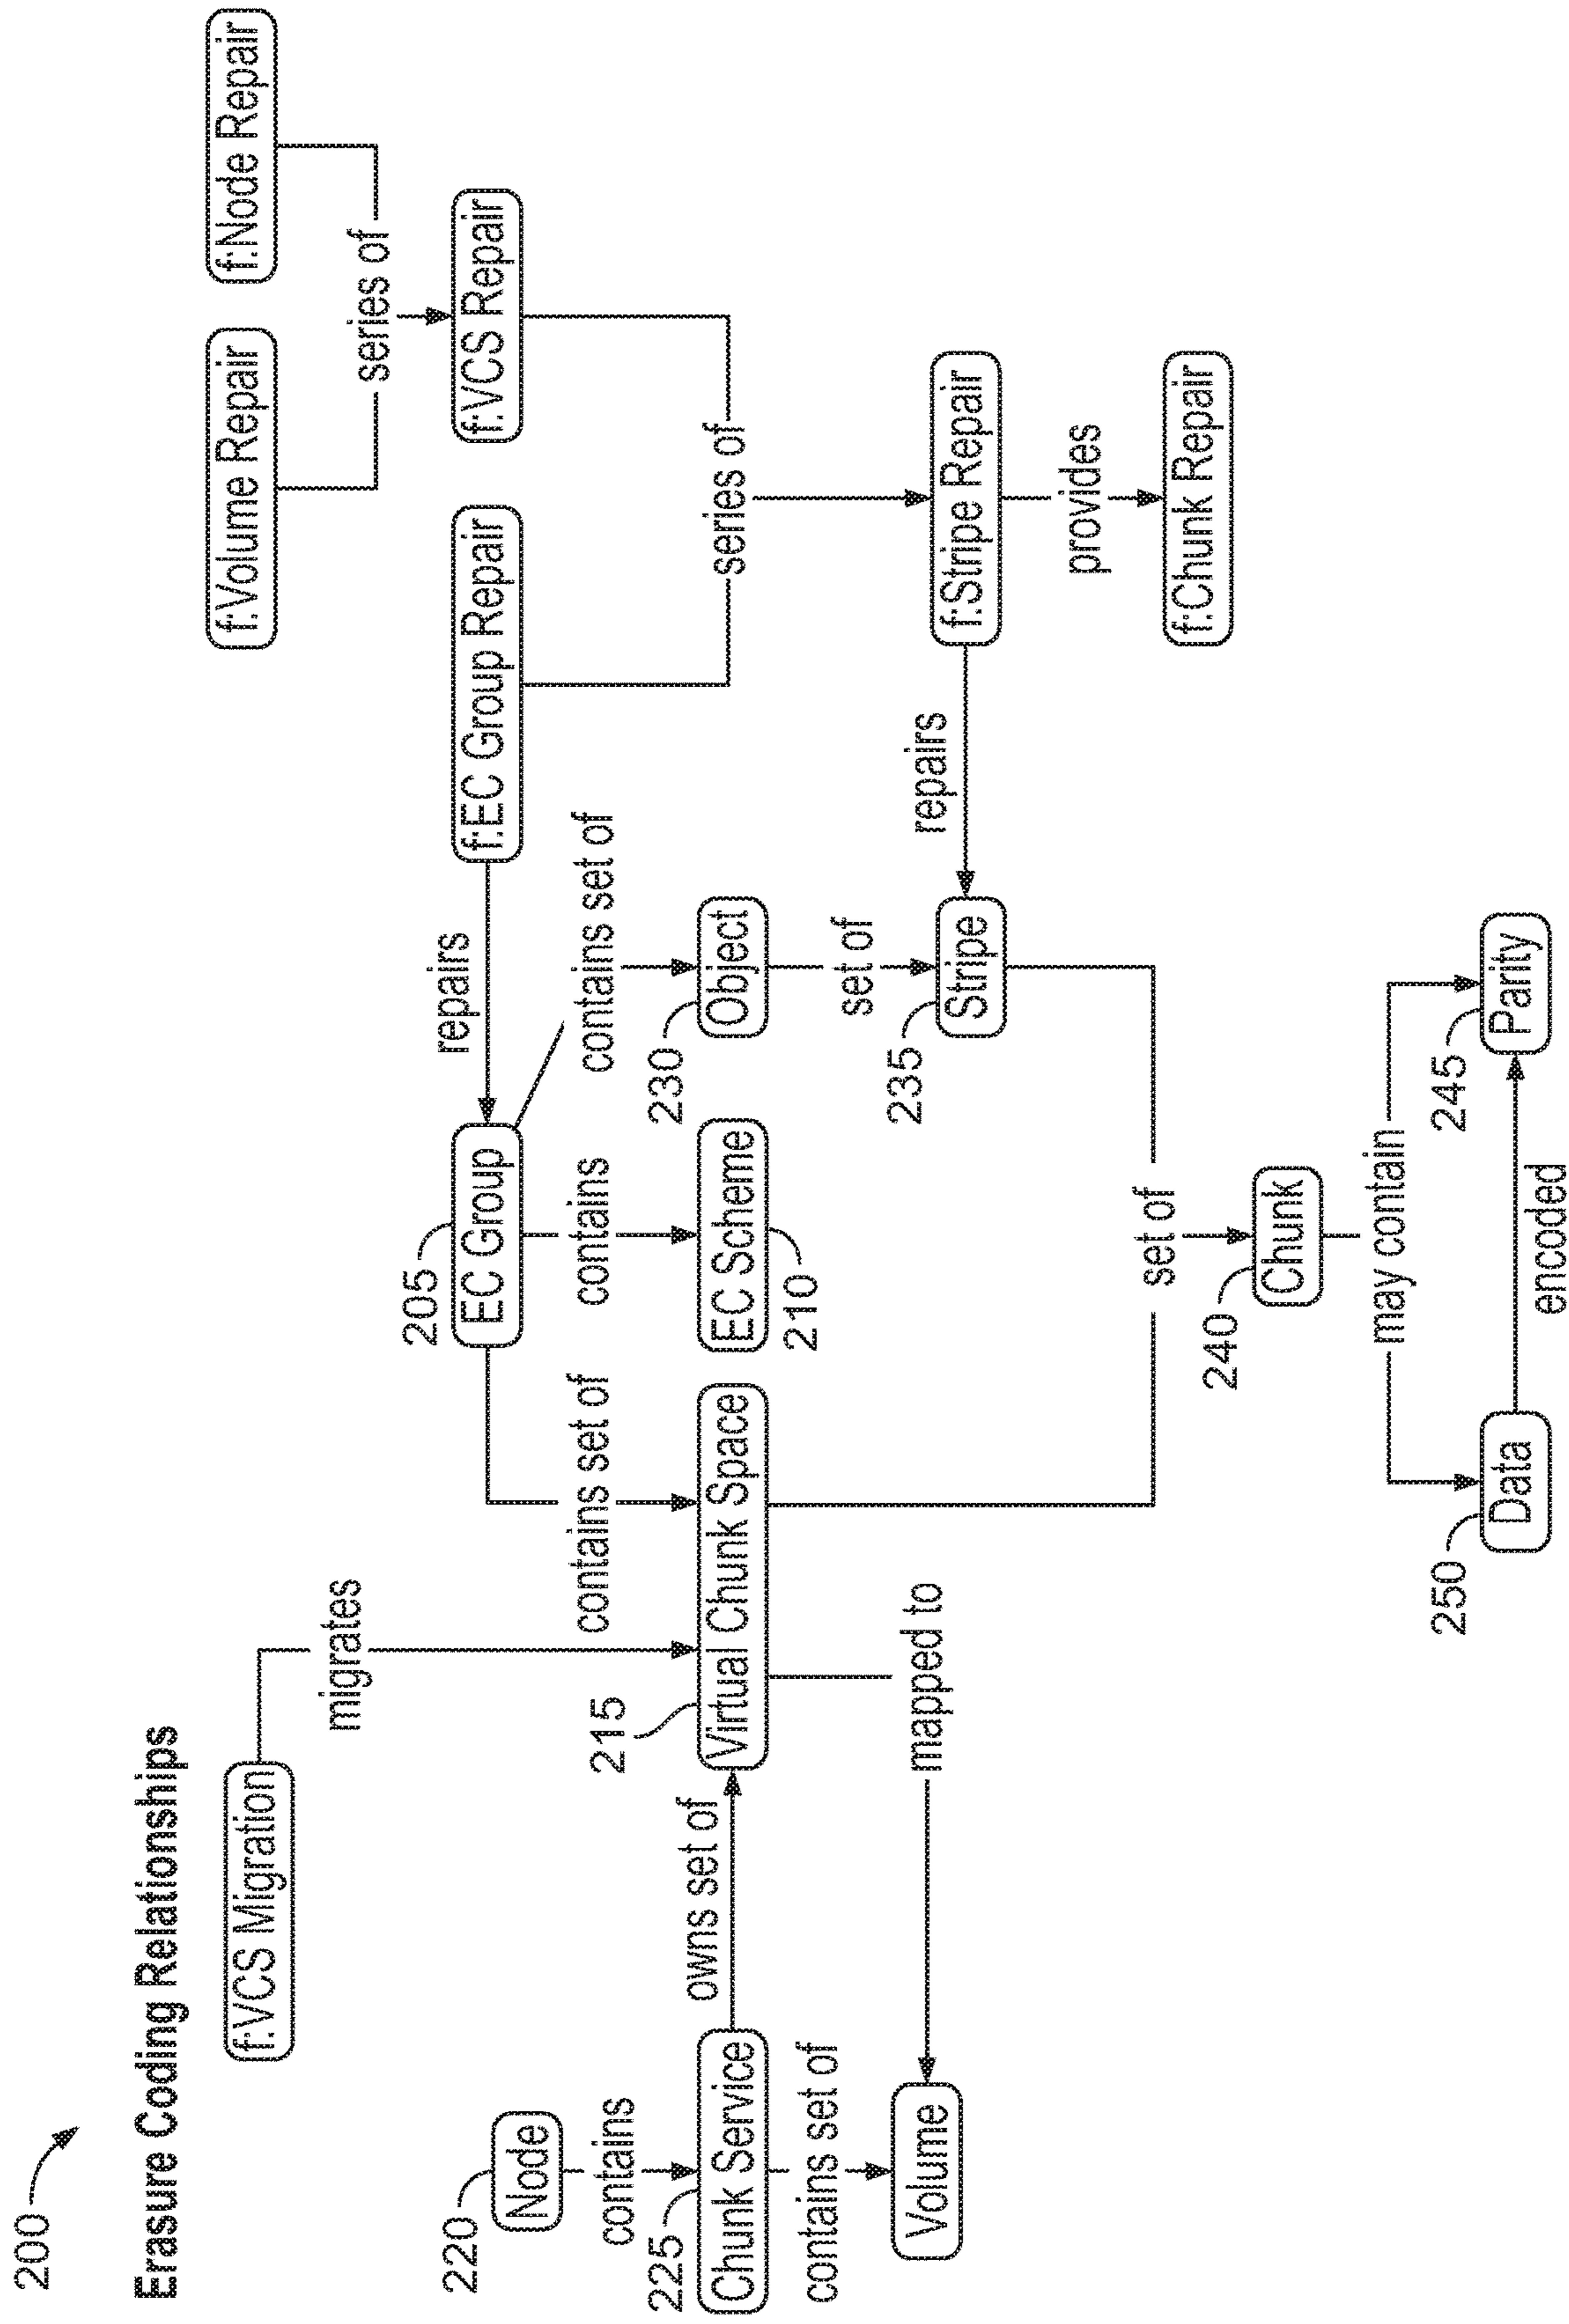 200
Erasure Coding Relationships
f:VCS Migration
migrates
f:Volume Repair
f:Node Repair
series of
220
Node
contains
205
EC Group
repairs
f:EC Group Repair
f:VCS Repair
contains set of
contains
contains set of
225
Chunk Service
owns set of
215
Virtual Chunk Space
EC Scheme
210
230
Object
series of
contains set of
mapped to
set of
Volume
235
Stripe
repairs
f:Stripe Repair
provides
set of
f:Chunk Repair
240
Chunk
may contain
250
Data
encoded
245
Parity